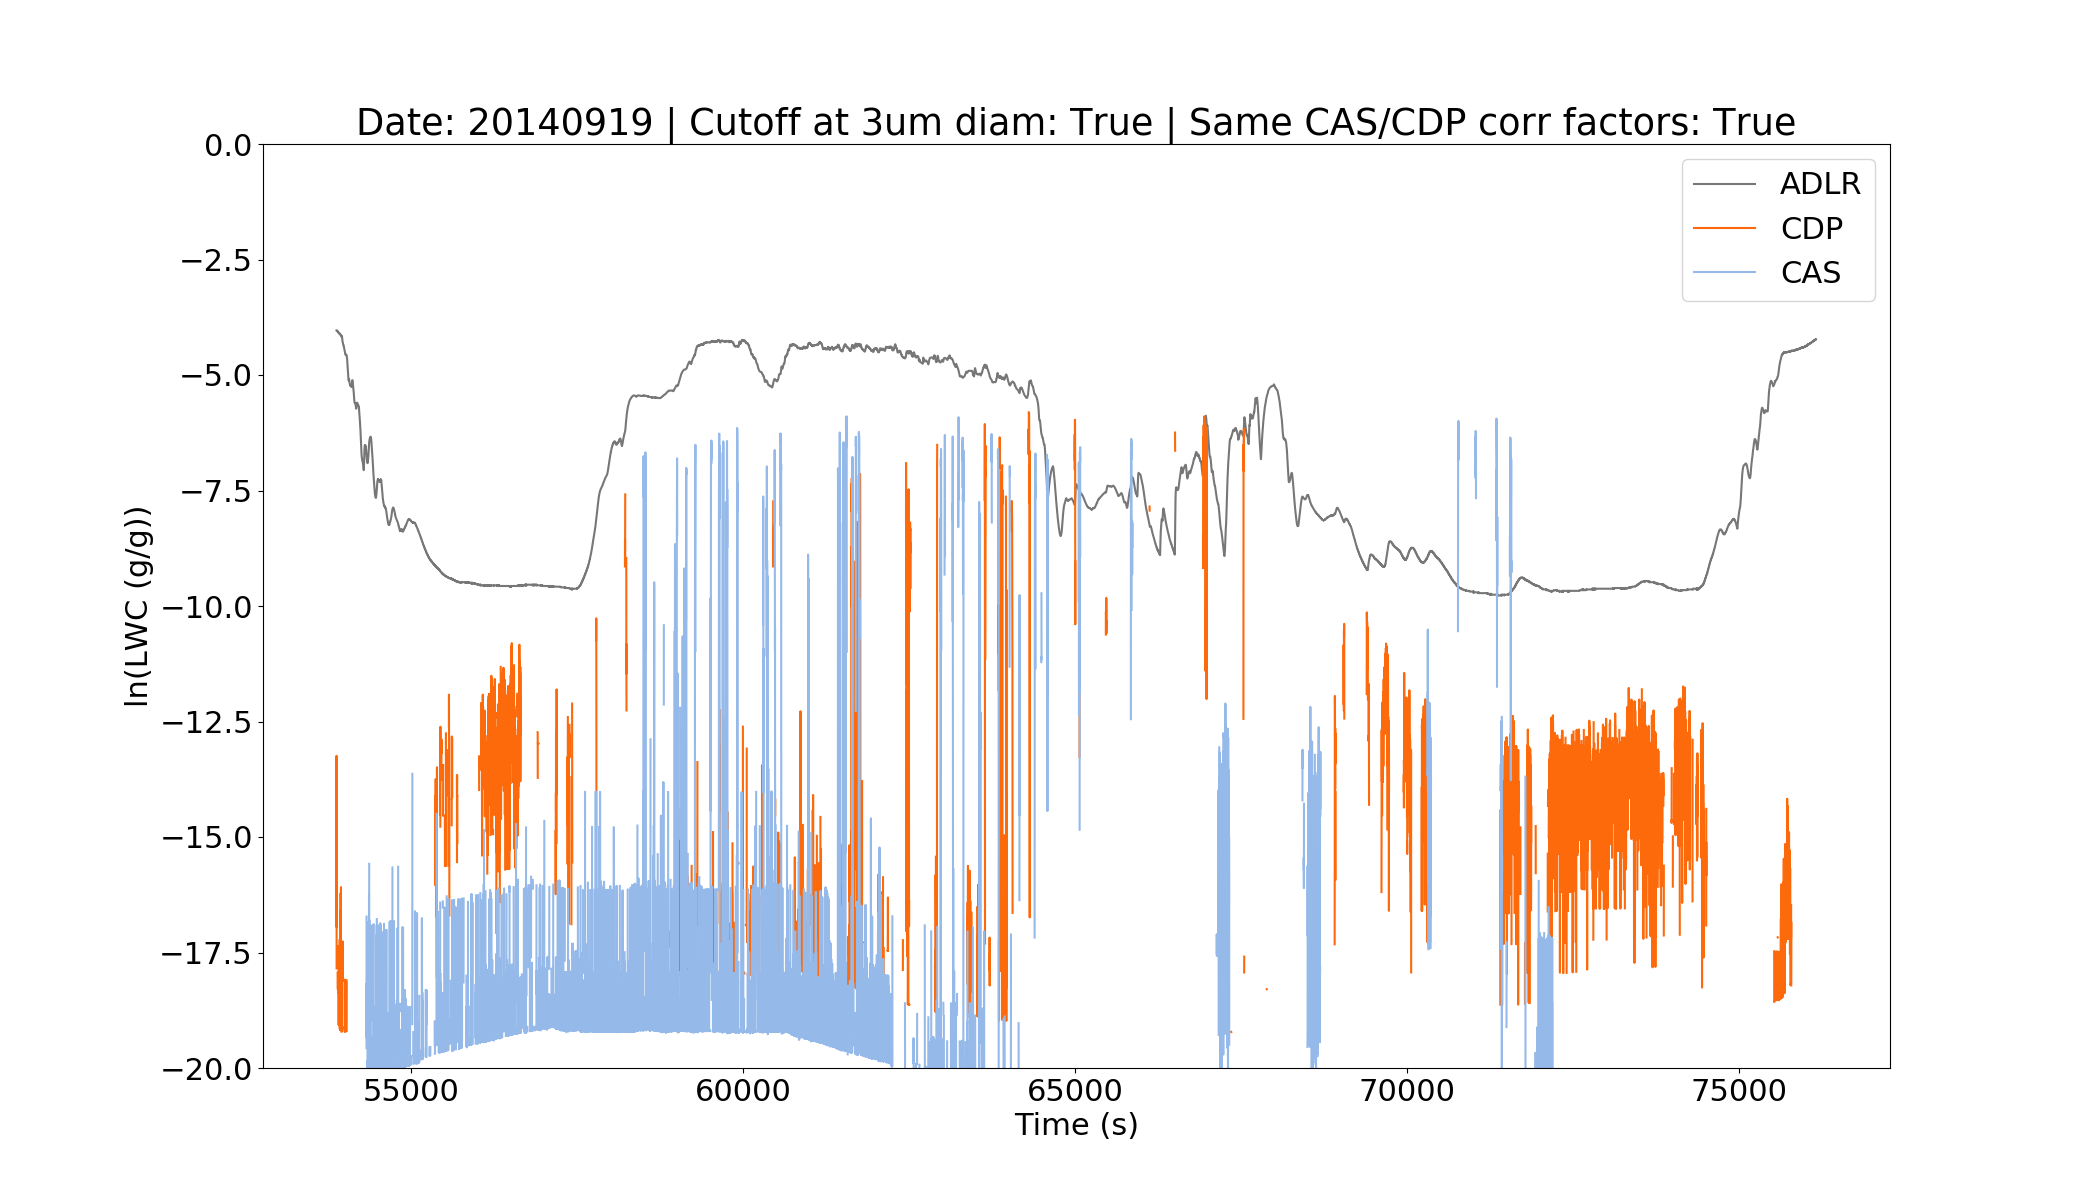 Date: 20140919 | Cutoff at 3um diam: True | Same CAS/CDP corr factors: True
0.0
−2.5
−5.0
−7.5
−10.0
−12.5
−15.0
−17.5
−20.0
ln(LWC (g/g))
ADLR
CDP
CAS
55000
60000
65000
70000
75000
Time (s)